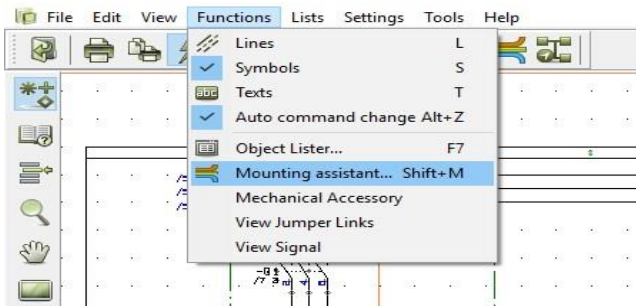 File Edit View Functions Lists Settings Tools Help
Lines L
Symbols S
abc Texts T
Auto command change Alt+Z
Object Lister... F7
Mounting assistant... Shift+M
Mechanical Accessory
View Jumper Links
View Signal